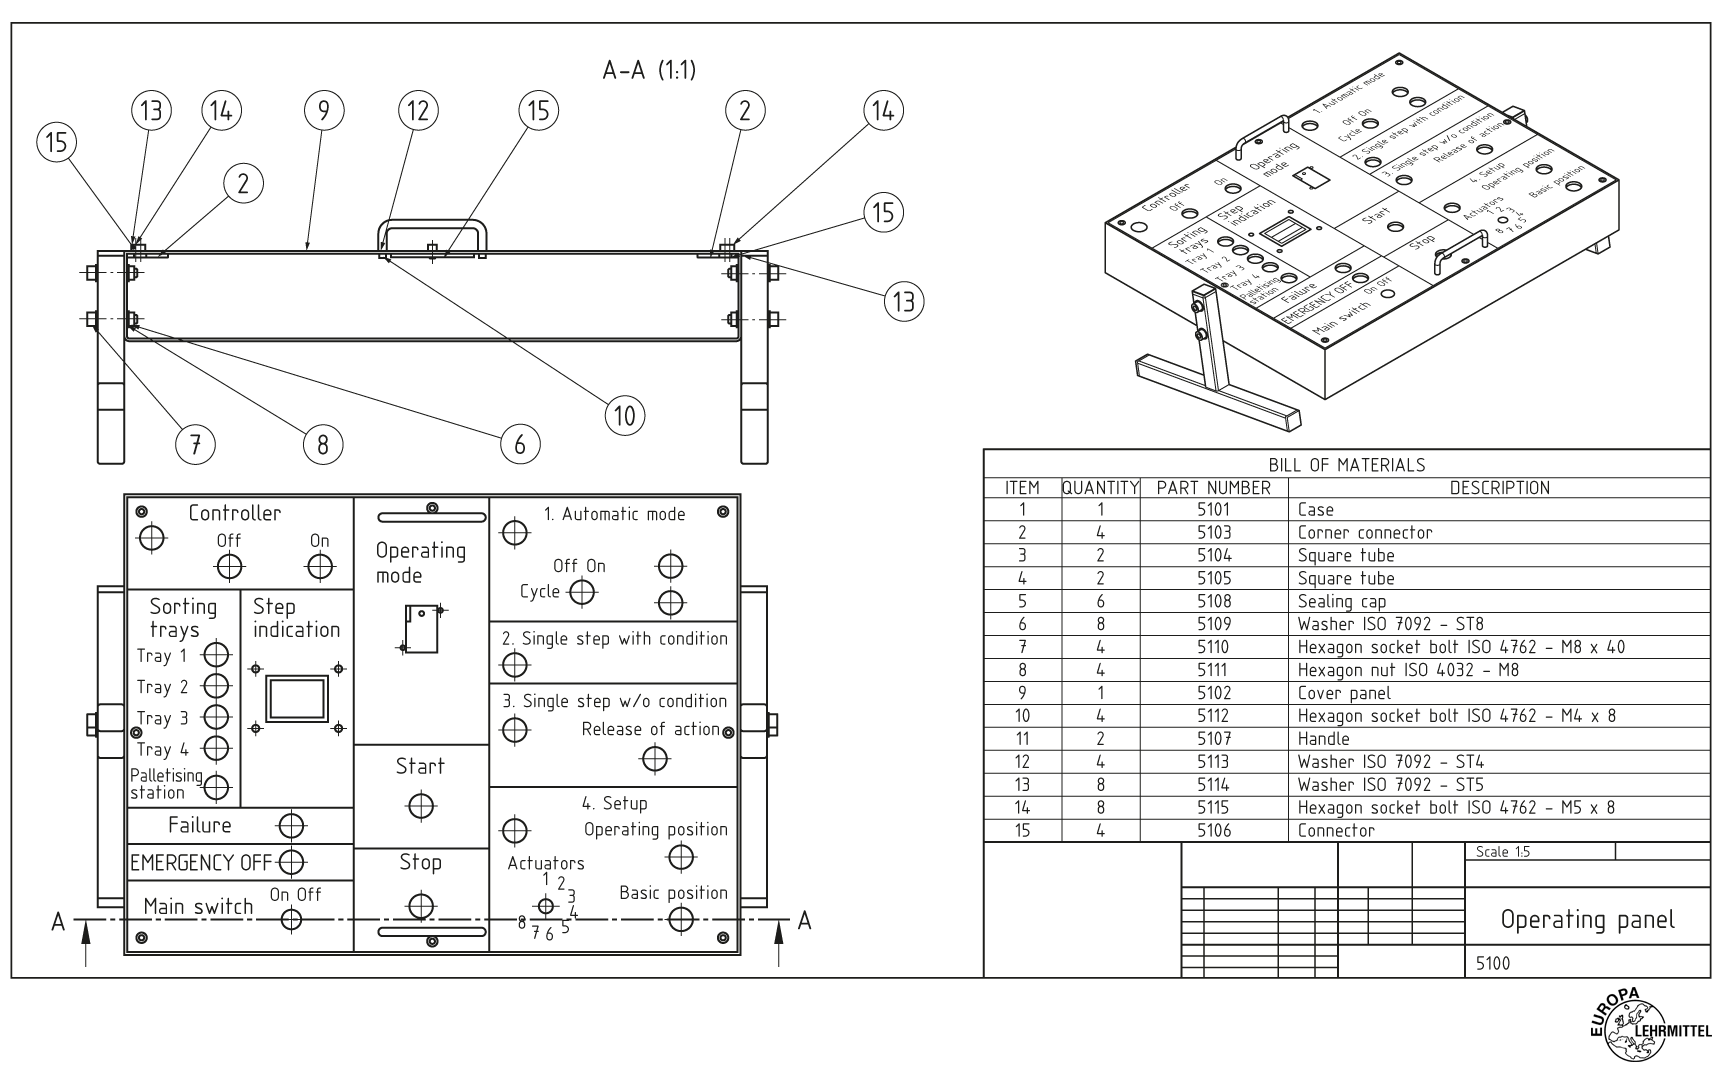 A-A (1:1)
13 14 9 12 15 2 14
15
2
15
13
10
7 8 6
Controller
Off On
Sorting trays
Tray 1
Tray 2
Tray 3
Tray 4
Palletising station
Step indication
Failure
EMERGENCY OFF
Main switch
On Off
Operating mode
Start
Stop
1. Automatic mode
Off On
Cycle
2. Single step with condition
3. Single step w/o condition
Release of action
4. Setup
Operating position
Actuators
1 2 3 4 5 6 7 8
Basic position
A A
1. Automatic mode
Off On
Cycle
2. Single step with condition
3. Single step w/o condition
Release of action
4. Setup
Operating position
Basic position
Actuators
1 2 3 4 5 7 6 8
Operating mode
Controller
On
Off
Step indication
Start
Stop
Sorting trays
Tray 1
Tray 2
Tray 3
Tray 4
Palletising station
Failure
EMERGENCY OFF
Main switch
On Off
BILL OF MATERIALS
ITEM QUANTITY PART NUMBER DESCRIPTION
1 1 5101 Case
2 4 5103 Corner connector
3 2 5104 Square tube
4 2 5105 Square tube
5 6 5108 Sealing cap
6 8 5109 Washer ISO 7092 - ST8
7 4 5110 Hexagon socket bolt ISO 4762 - M8 x 40
8 4 5111 Hexagon nut ISO 4032 - M8
9 1 5102 Cover panel
10 4 5112 Hexagon socket bolt ISO 4762 - M4 x 8
11 2 5107 Handle
12 4 5113 Washer ISO 7092 - ST4
13 8 5114 Washer ISO 7092 - ST5
14 8 5115 Hexagon socket bolt ISO 4762 - M5 x 8
15 4 5106 Connector
Scale 1:5
Operating panel
5100
EUROPA
LEHRMITTEL